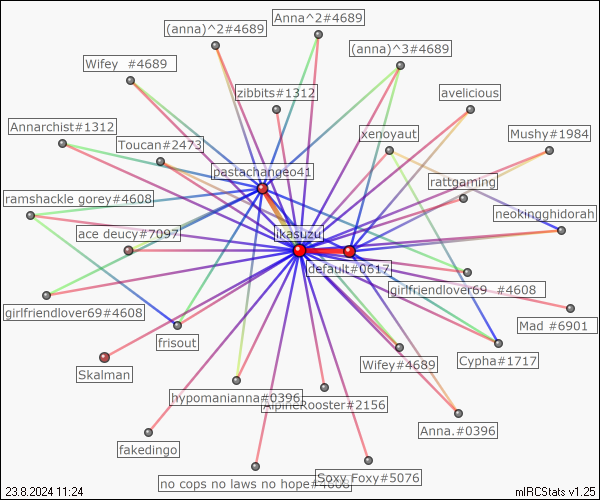 Anna^2#4689
(anna)^2#4689
(anna)^3#4689
Wifey #4689
zibbits#1312
avelicious
Annarchist#1312
Toucan#2473
xenoyaut
Mushy#1984
pastachangeo41
rattgaming
ramshackle gorey#4608
neokingghidorah
ace deucy#7097
jikasuzu
default#0617
girlfriendlover69 #4608
girlfriendlover69#4608
Mad #6901
frisout
Wifey#4689
Cypha#1717
Skalman
hypomanianna#0396
AlpineRooster#2156
Anna.#0396
fakedingo
no cops no laws no hope#4608
Soxy Foxy#5076
23.8.2024 11:24
mIRCStats v1.25